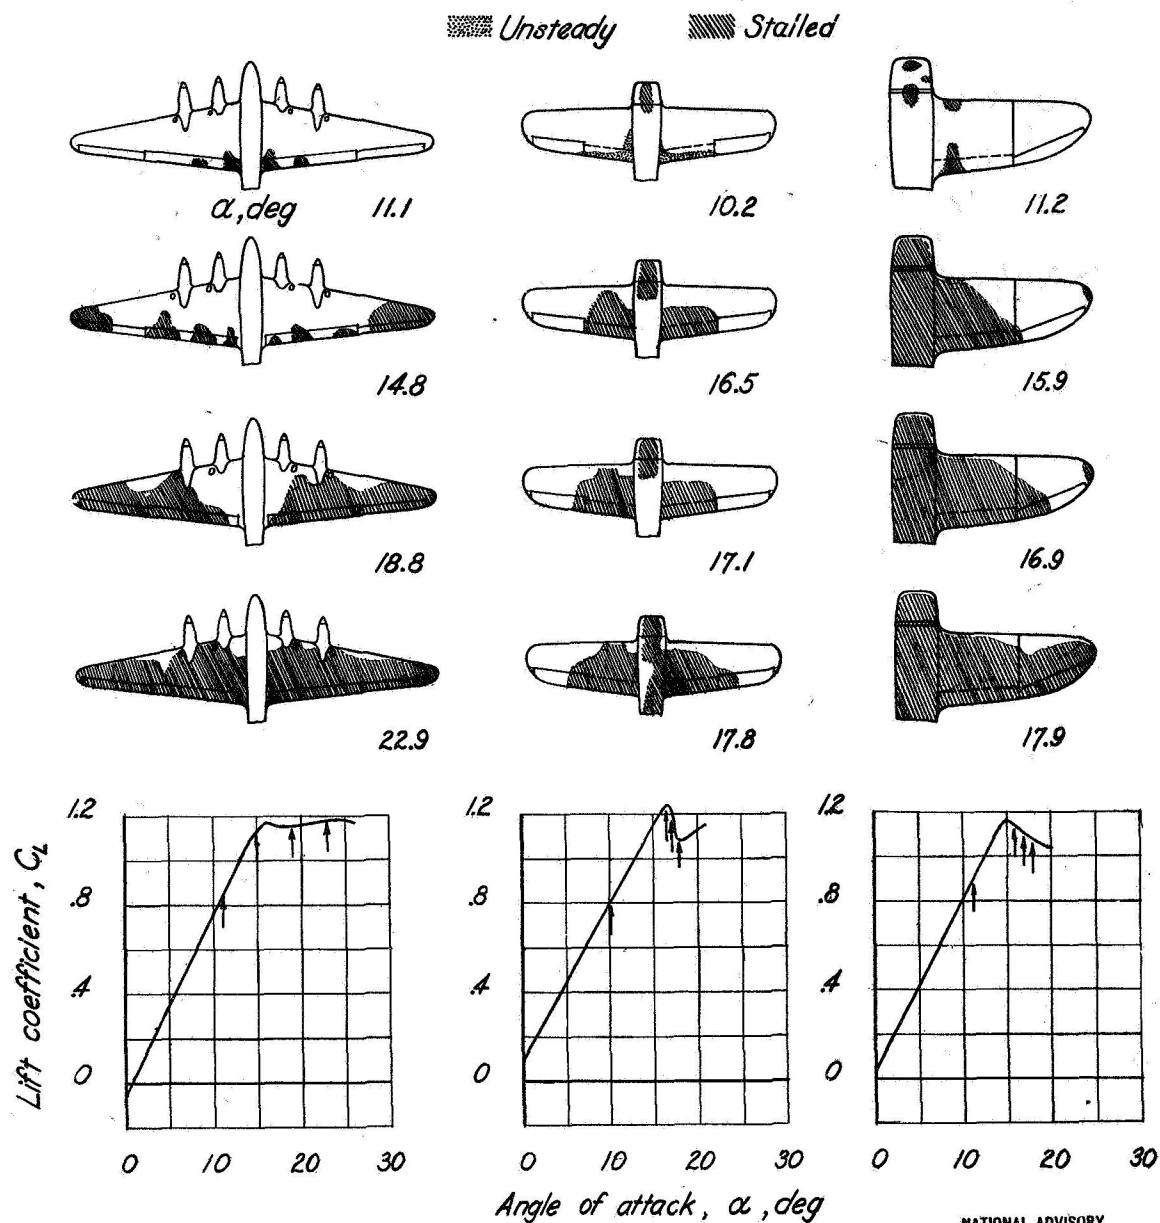 Unsteady Stalled
α, deg 11.1 10.2 11.2
14.8 16.5 15.9
18.8 17.1 16.9
22.9 17.8 17.9
1.2 1.2 1.2
.8 .8 .8
.4 .4 .4
0 0 0
Lift coefficient, C_L
0 10 20 30 0 10 20 30 0 10 20 30
Angle of attack, α, deg
NATIONAL ADVISORY